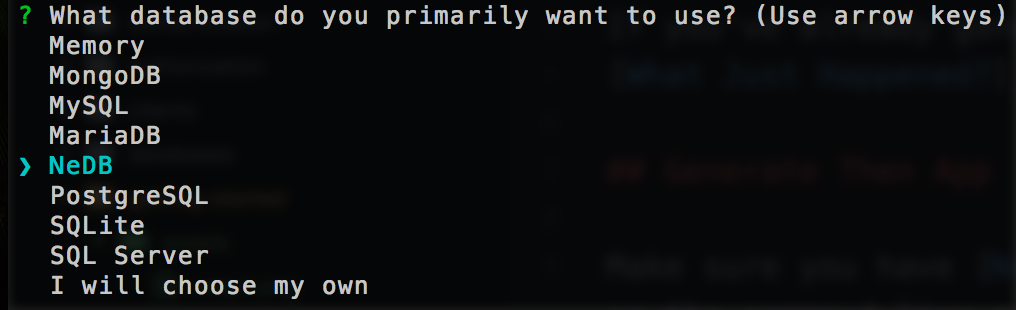 ? What database do you primarily want to use? (Use arrow keys)
Memory
MongoDB
MySQL
MariaDB
❯ NeDB
PostgreSQL
SQLite
SQL Server
I will choose my own